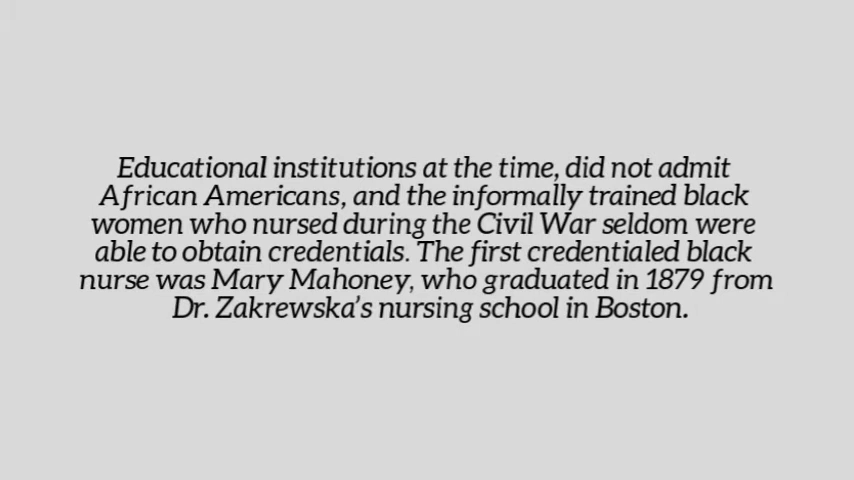 Educational institutions at the time, did not admit
African Americans, and the informally trained black
women who nursed during the Civil War seldom were
able to obtain credentials. The first credentialed black
nurse was Mary Mahoney, who graduated in 1879 from
Dr. Zakrewska’s nursing school in Boston.